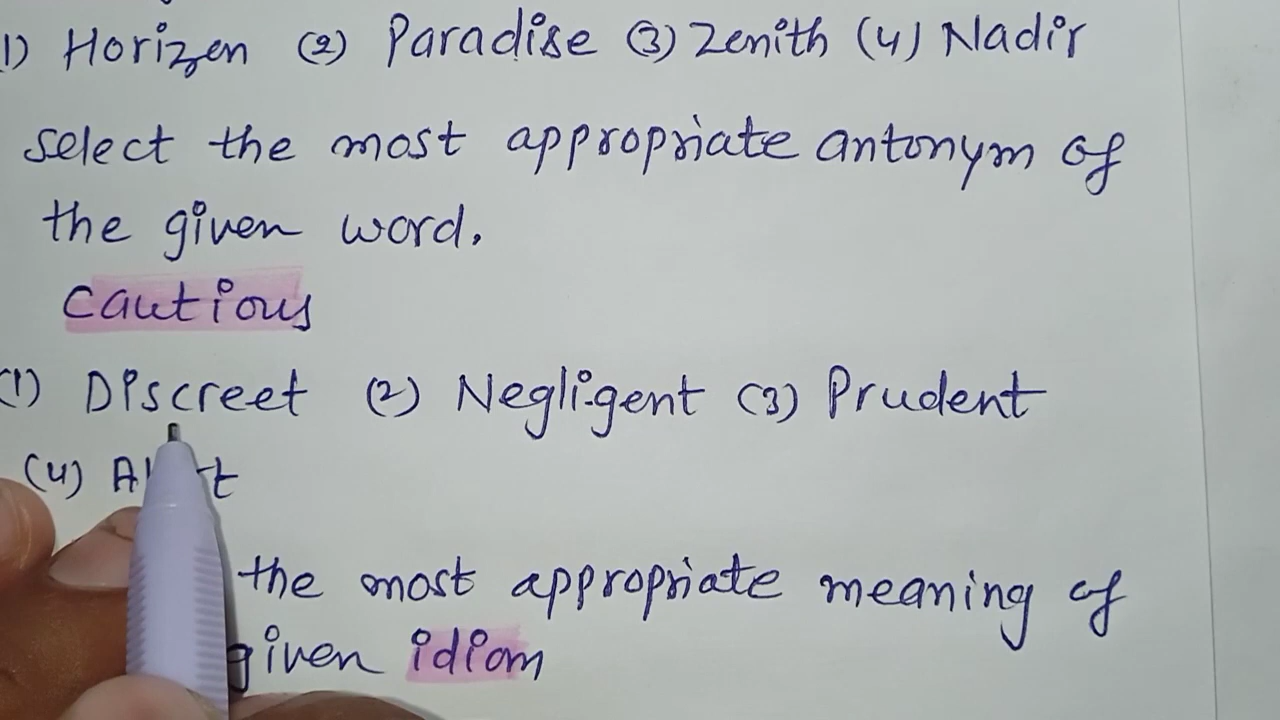 1) Horizen (2) Paradise (3) Zenith (4) Nadir
select the most appropriate antonym of
the given word.
cautious
(1) Discreet (2) Negligent (3) Prudent
(4)
the most appropriate meaning of
given idiom